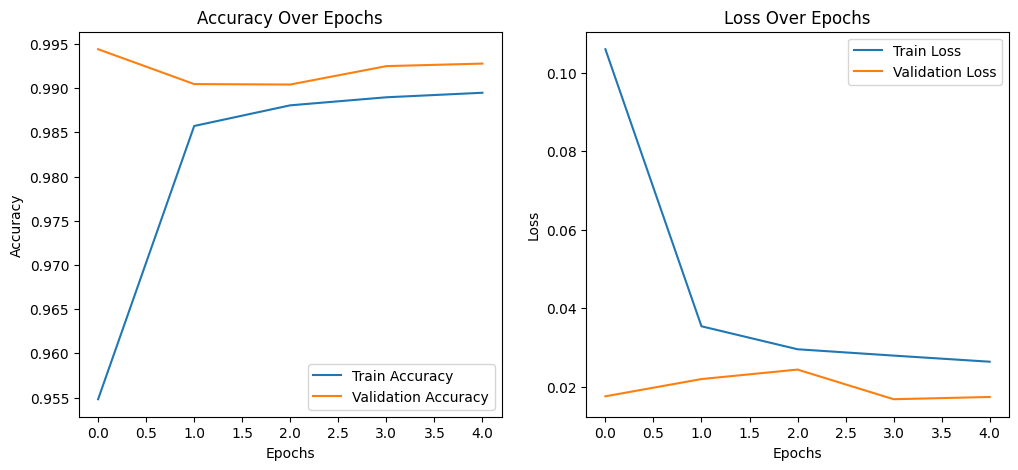 Accuracy Over Epochs
0.995
0.990
0.985
0.980
0.975
0.970
0.965
0.960
0.955
Accuracy
0.0 0.5 1.0 1.5 2.0 2.5 3.0 3.5 4.0
Epochs
Train Accuracy
Validation Accuracy
Loss Over Epochs
0.10
0.08
0.06
0.04
0.02
Loss
0.0 0.5 1.0 1.5 2.0 2.5 3.0 3.5 4.0
Epochs
Train Loss
Validation Loss